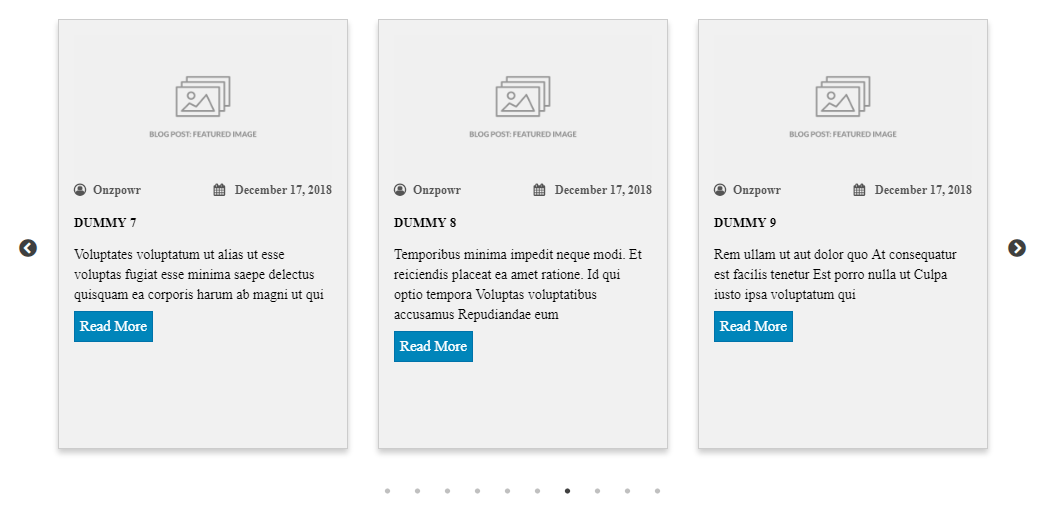 BLOG POST: FEATURED IMAGE
Onzpowr December 17, 2018
DUMMY 7
Voluptates voluptatum ut alias ut esse
voluptas fugiat esse minima saepe delectus
quisquam ea corporis harum ab magni ut qui
Read More
BLOG POST: FEATURED IMAGE
Onzpowr December 17, 2018
DUMMY 8
Temporibus minima impedit neque modi. Et
reiciendis placeat ea amet ratione. Id qui
optio tempora Voluptas voluptatibus
accusamus Repudiandae eum
Read More
BLOG POST: FEATURED IMAGE
Onzpowr December 17, 2018
DUMMY 9
Rem ullam ut aut dolor quo At consequatur
est facilis tenetur Est porro nulla ut Culpa
iusto ipsa voluptatum qui
Read More